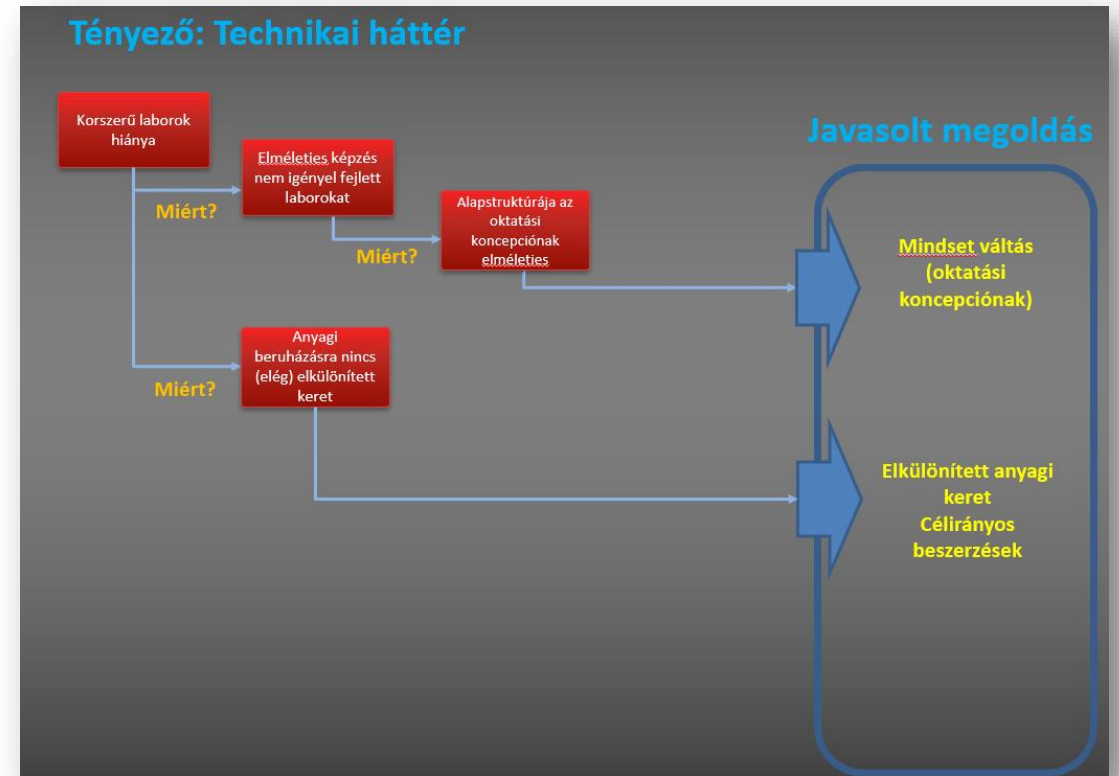 Tényező: Technikai háttér
Korszerű laborok
hiánya
Miért?
Elméleties képzés
nem igényel fejlett
laborokat
Miért?
Alapstruktúrája az
oktatási
koncepciónak
elméleties
Miért?
Anyagi
beruházásra nincs
(elég) elkülönített
keret
Javasolt megoldás
Mindset váltás
(oktatási
koncepciónak)
Elkülönített anyagi
keret
Célirányos
beszerzések